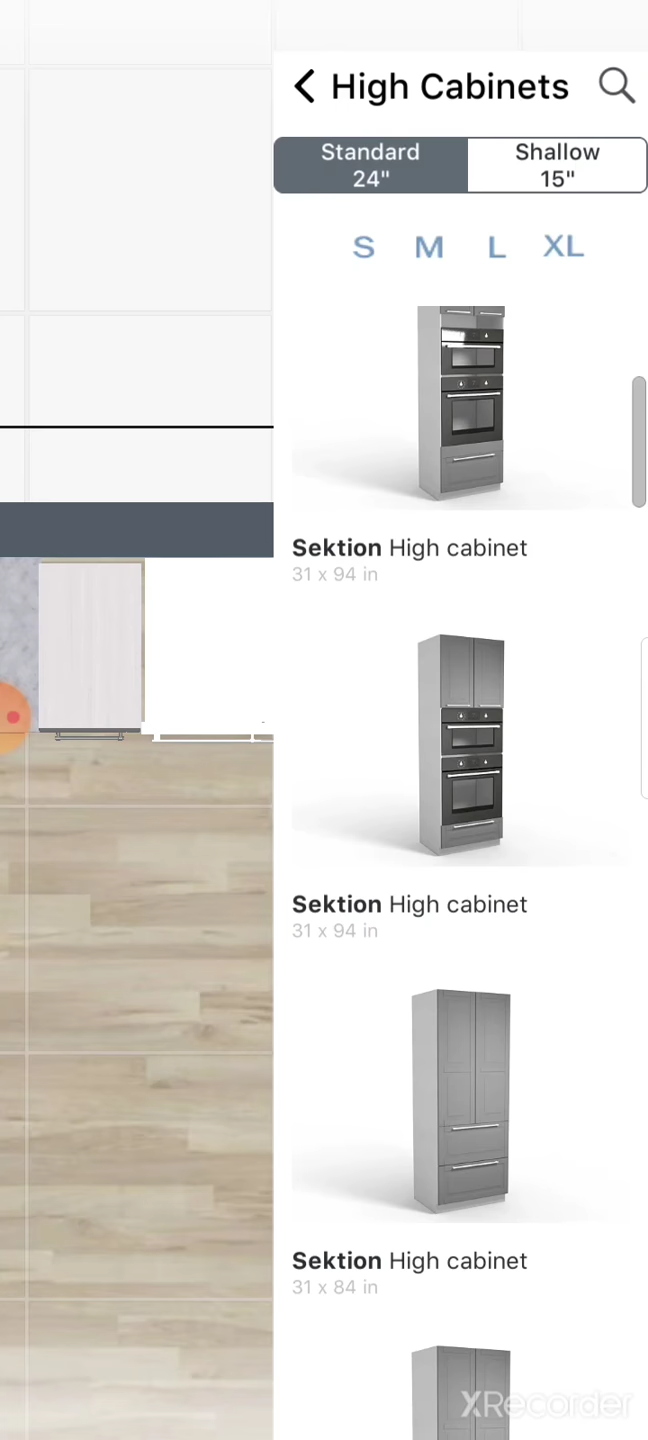 High Cabinets
Standard
24"
Shallow
15"
S M L XL
Sektion High cabinet
31 x 94 in
Sektion High cabinet
31 x 94 in
Sektion High cabinet
31 x 84 in
XRecorder